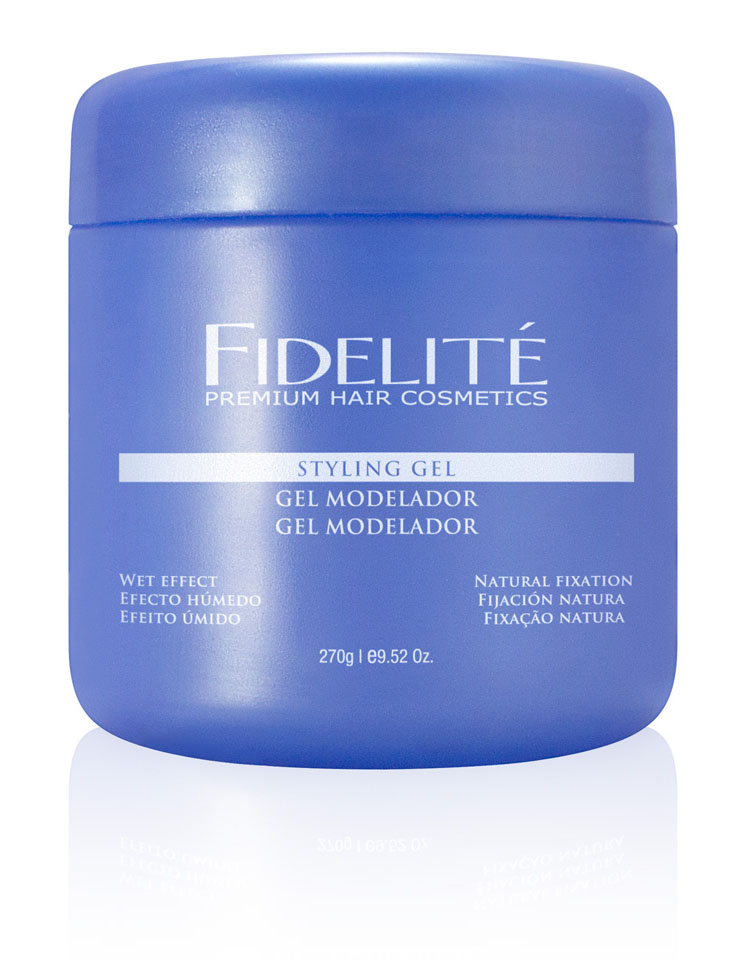 FIDELITÉ
PREMIUM HAIR COSMETICS
STYLING GEL
GEL MODELADOR
GEL MODELADOR
WET EFFECT
EFECTO HÚMEDO
EFEITO ÚMIDO
NATURAL FIXATION
FIJACIÓN NATURA
FIXAÇÃO NATURA
270g | e9.52 Oz.